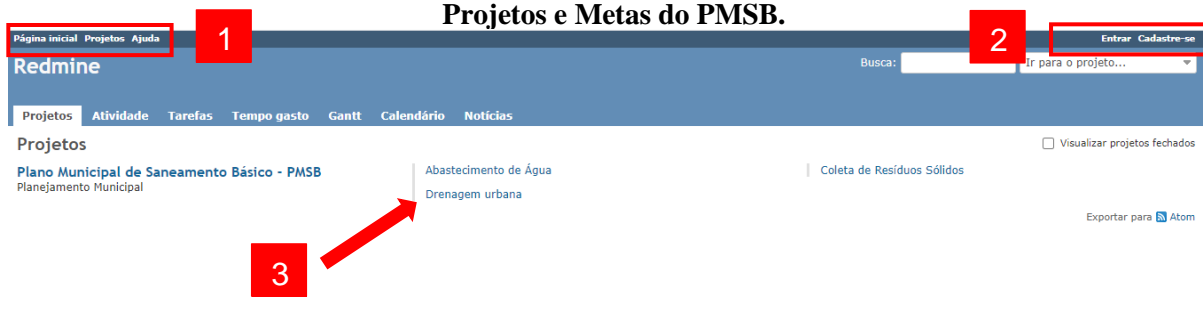 Projetos e Metas do PMSB.
Página inicial Projetos Ajuda 1 2 Entrar Cadastre-se
Redmine Busca: Ir para o projeto...
Projetos Atividade Tarefas Tempo gasto Gantt Calendário Notícias
Projetos Visualizar projetos fechados
Plano Municipal de Saneamento Básico - PMSB Abastecimento de Água Coleta de Resíduos Sólidos
Planejamento Municipal
Drenagem urbana
Exportar para Atom
3